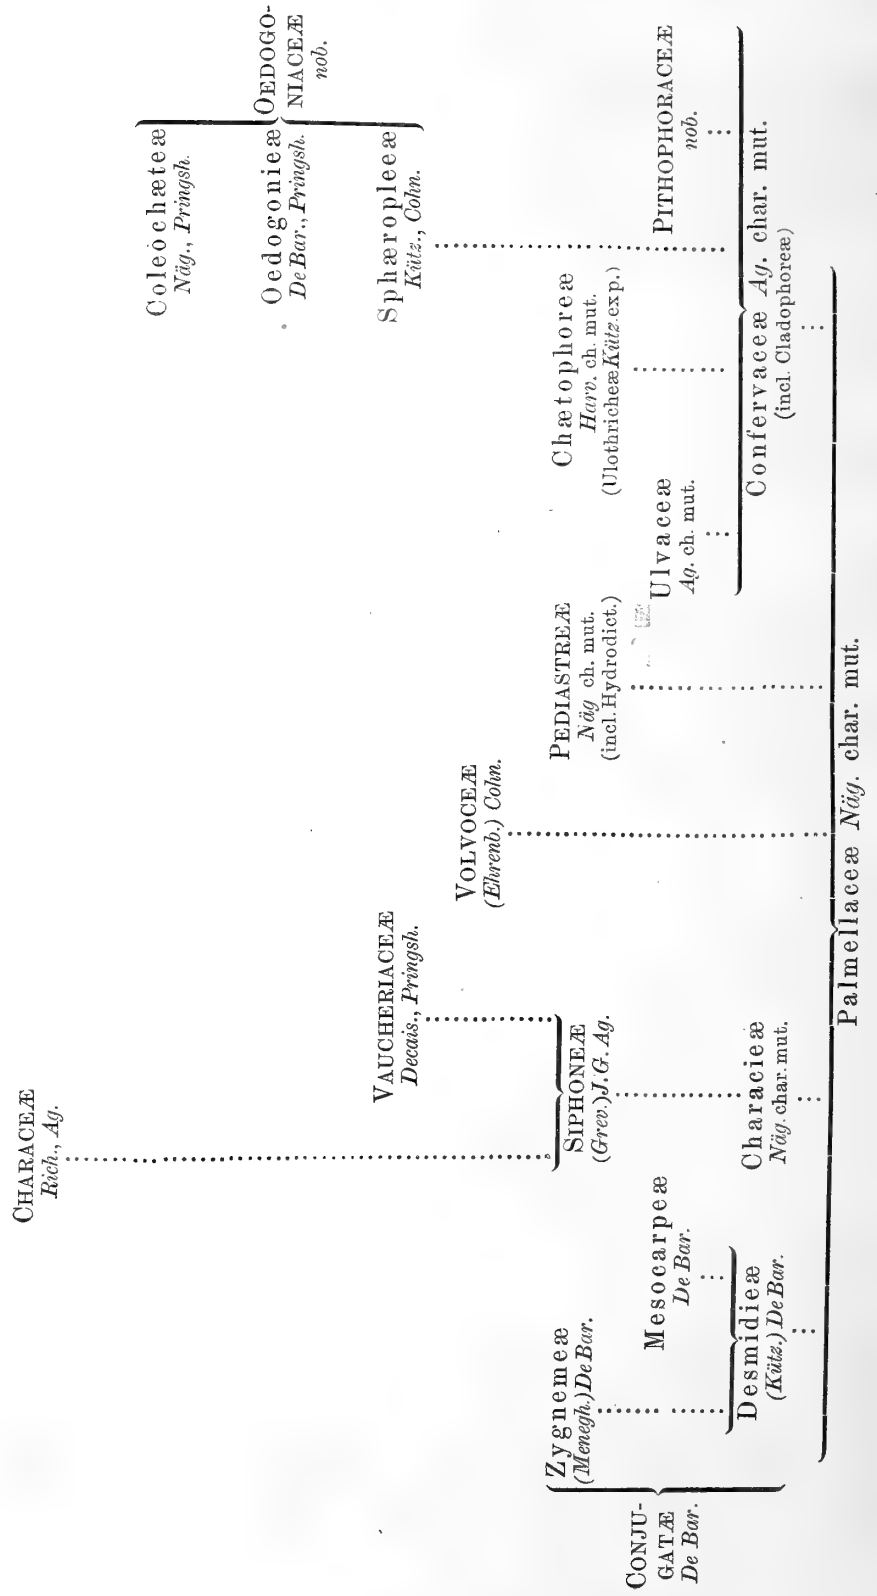 CHARACEÆ
Rich., Ag.
VAUCHERIACEÆ
Decais., Pringsh.
VOLVOCEÆ
(Ehrenb.) Cohn.
Coleochæteæ
Näg., Pringsh.
Oedogonieæ
De Bar., Pringsh.
Sphæropleeæ
Kütz., Cohn.
OEDOGO-
NIACEÆ
nob.
CONJU-
GATÆ
De Bar.
Zygnemeæ
(Menegh.) De Bar.
Mesocarpeæ
De Bar.
Desmidieæ
(Kütz.) De Bar.
SIPHONEÆ
(Grev.) J. G. Ag.
Characieæ
Näg. char. mut.
PEDIASTREÆ
Näg ch. mut.
(incl. Hydrodict.)
Ulvaceæ
Ag. ch. mut.
Chætophoreæ
Harv. ch. mut.
(Ulothricheæ Kütz. exp.)
PITHOPHORACEÆ
nob.
Confervaceæ Ag. char. mut.
(incl. Cladophoreæ)
Palmellaceæ Näg. char. mut.